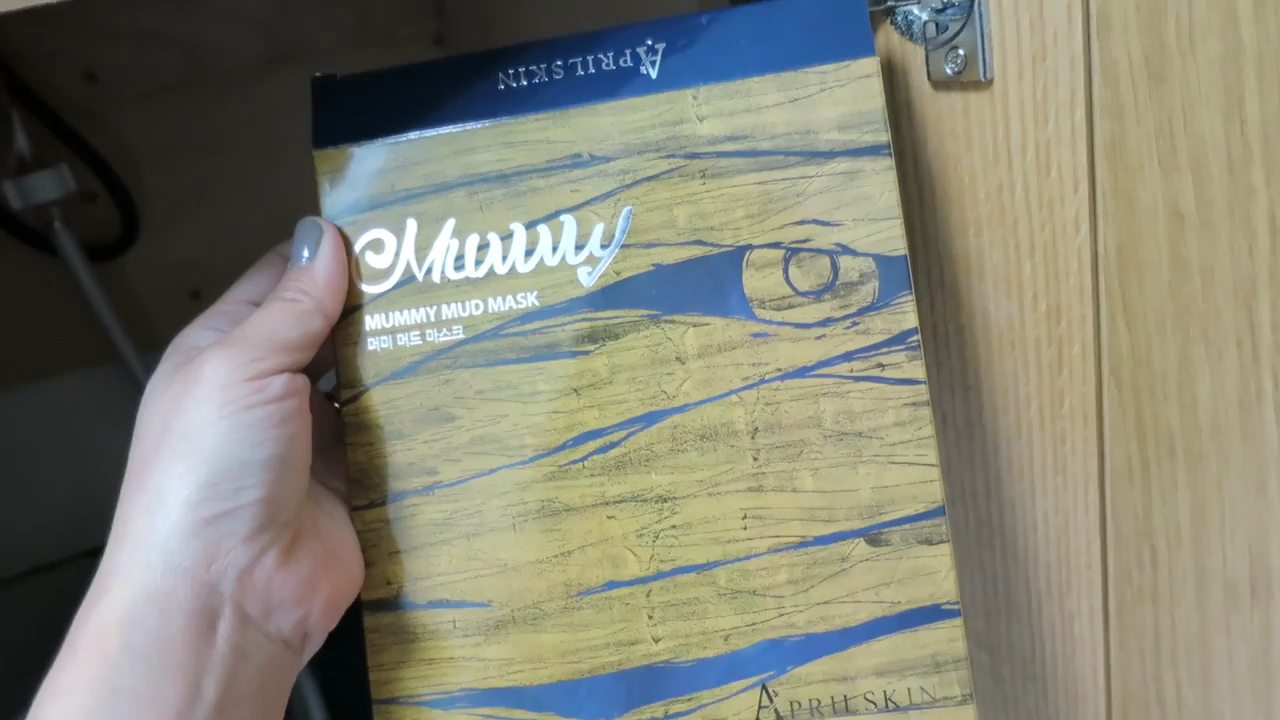 APRILSKIN
Mummy
MUMMY MUD MASK
머미 머드 마스크
APRILSKIN